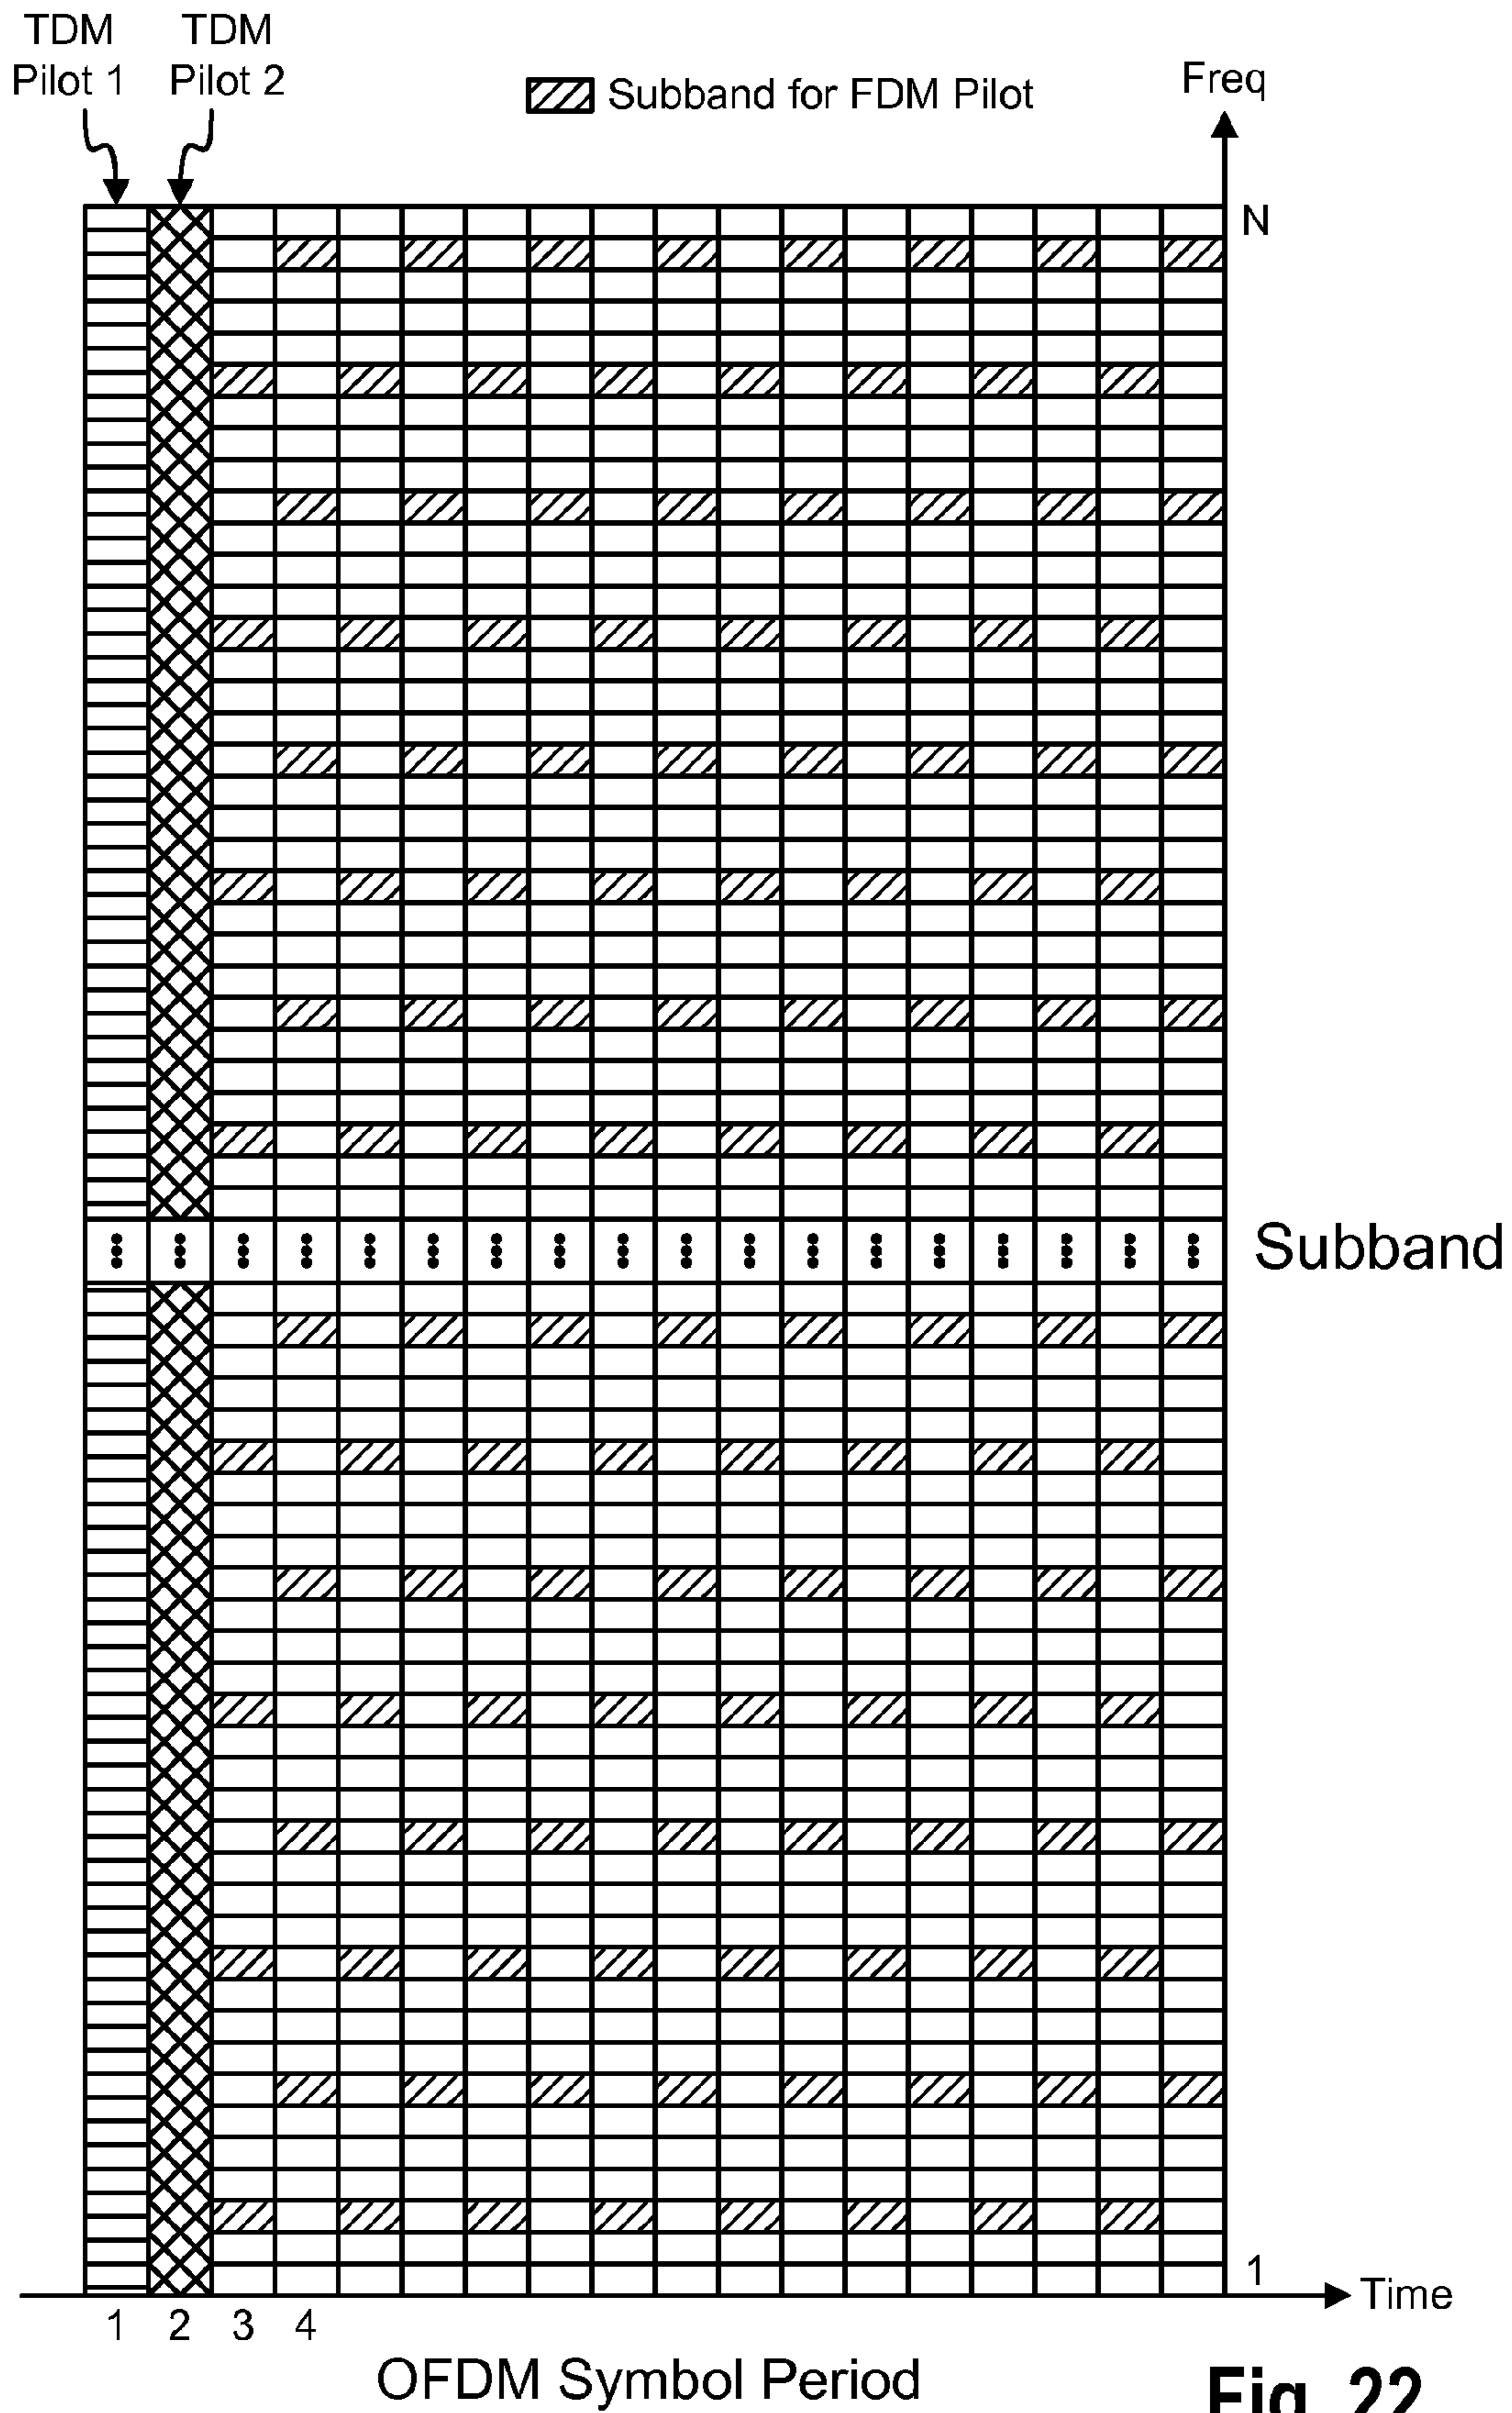 TDM
Pilot 1
TDM
Pilot 2
Subband for FDM Pilot
Freq
N
Subband
1
Time
1 2 3 4
OFDM Symbol Period
Fig. 22